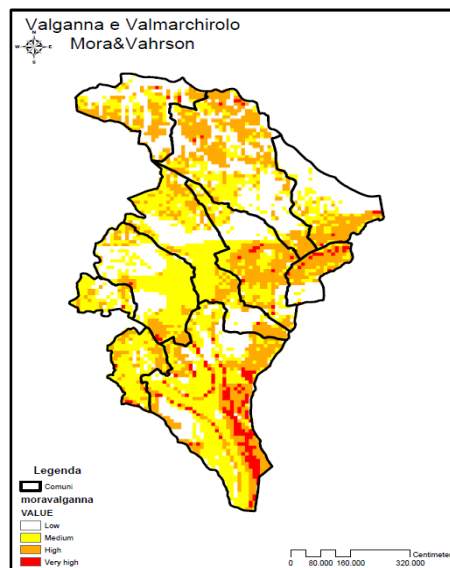 Valganna e Valmarchirolo
Mora&Vahrson
N
W E
S
Legenda
Comuni
moravalganna
VALUE
Low
Medium
High
Very high
0 80.000 160.000 320.000
Centimeter